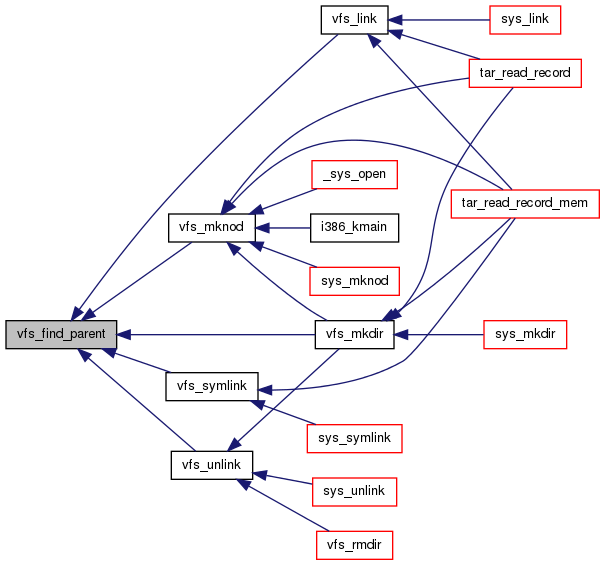 vfs_link
sys_link
tar_read_record
_sys_open
tar_read_record_mem
vfs_mknod
i386_kmain
sys_mknod
vfs_find_parent
vfs_mkdir
sys_mkdir
vfs_symlink
sys_symlink
vfs_unlink
sys_unlink
vfs_rmdir